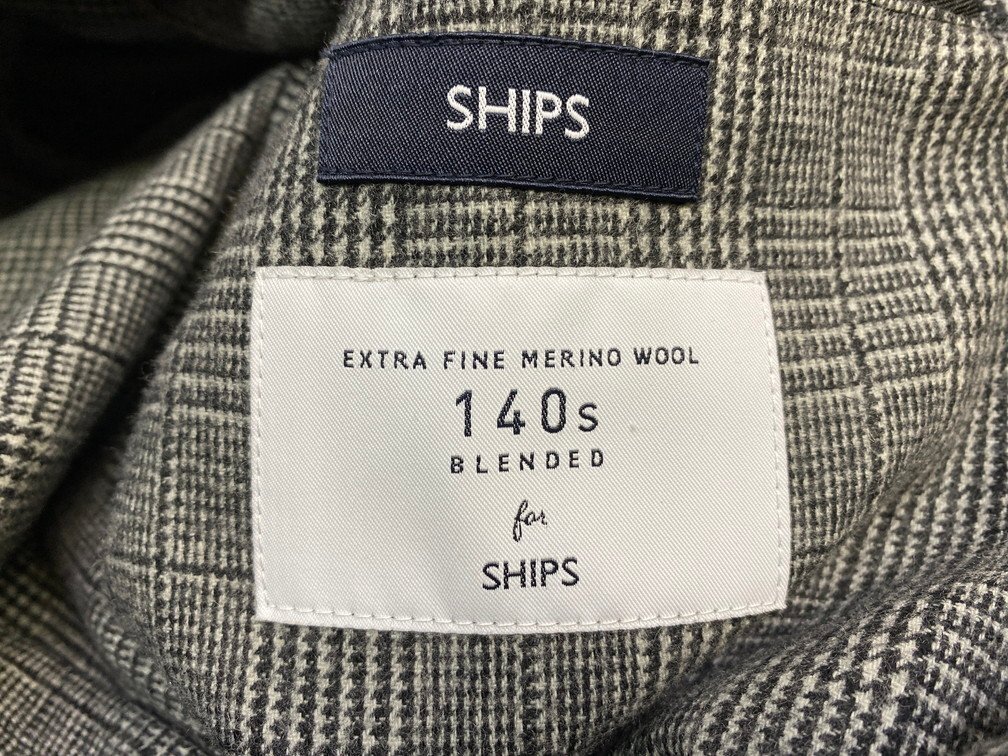 SHIPS
EXTRA FINE MERINO WOOL
140s
BLENDED
for
SHIPS